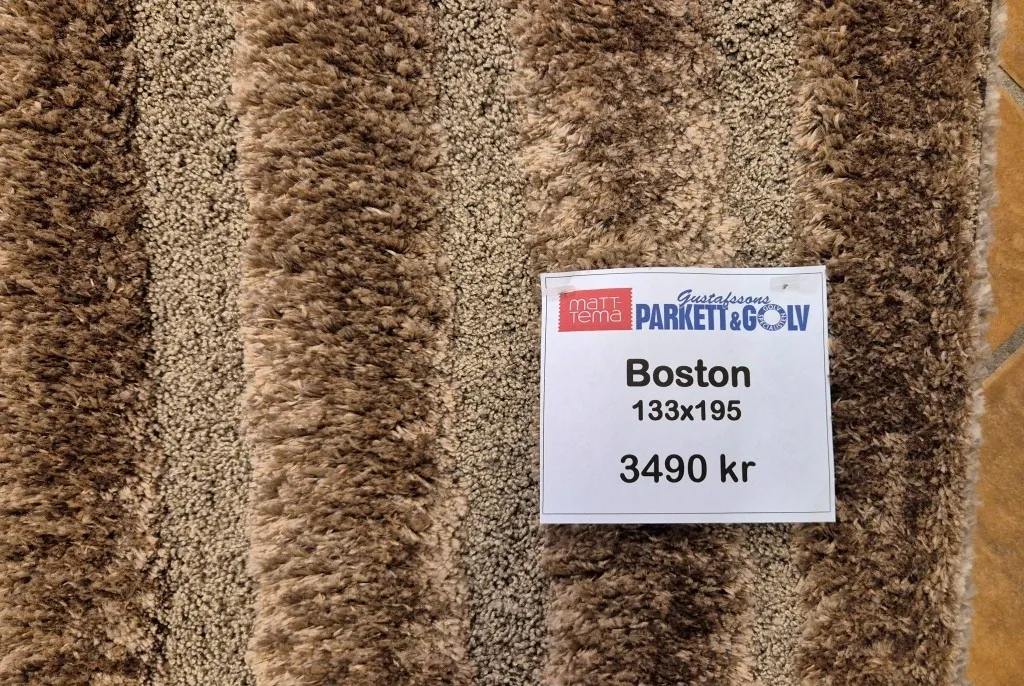 matt
tema
Gustafssons
PARKETT&GOLV
Boston
133x195
3490 kr